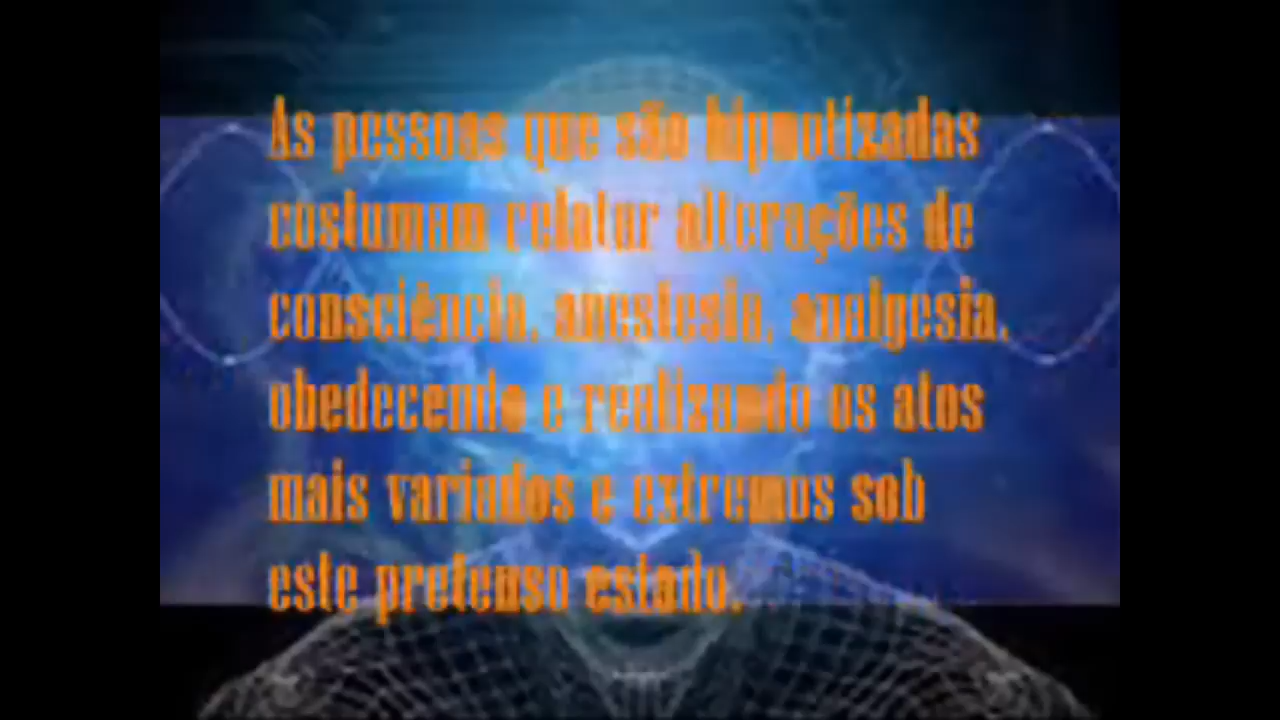 As pessoas que são hipnotizadas
costumam relatar alterações de
consciência, anestesia, analgesia,
obedecendo e realizando os atos
mais variados e extremos sob
este pretenso estado.